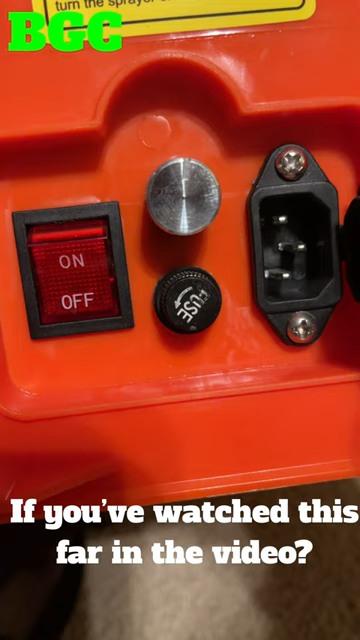 turn the sprayer
BGC
ON
OFF
FUSE
If you've watched this
far in the video?